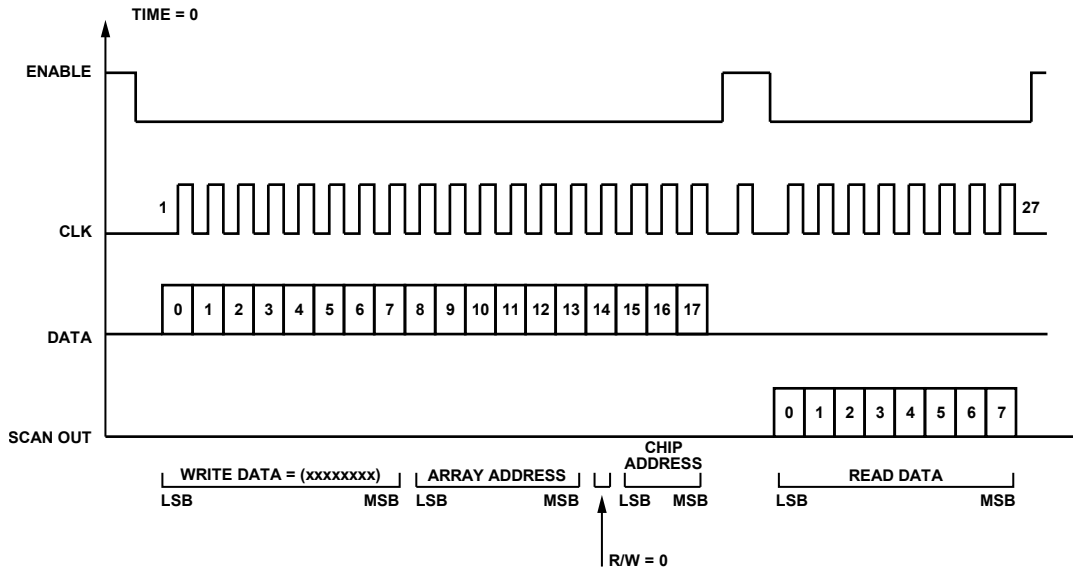 TIME = 0
ENABLE
1
27
CLK
0 1 2 3 4 5 6 7 8 9 10 11 12 13 14 15 16 17
DATA
0 1 2 3 4 5 6 7
SCAN OUT
WRITE DATA = (xxxxxxxx)
ARRAY ADDRESS
CHIP
ADDRESS
READ DATA
LSB MSB LSB MSB LSB MSB LSB MSB
R/W = 0